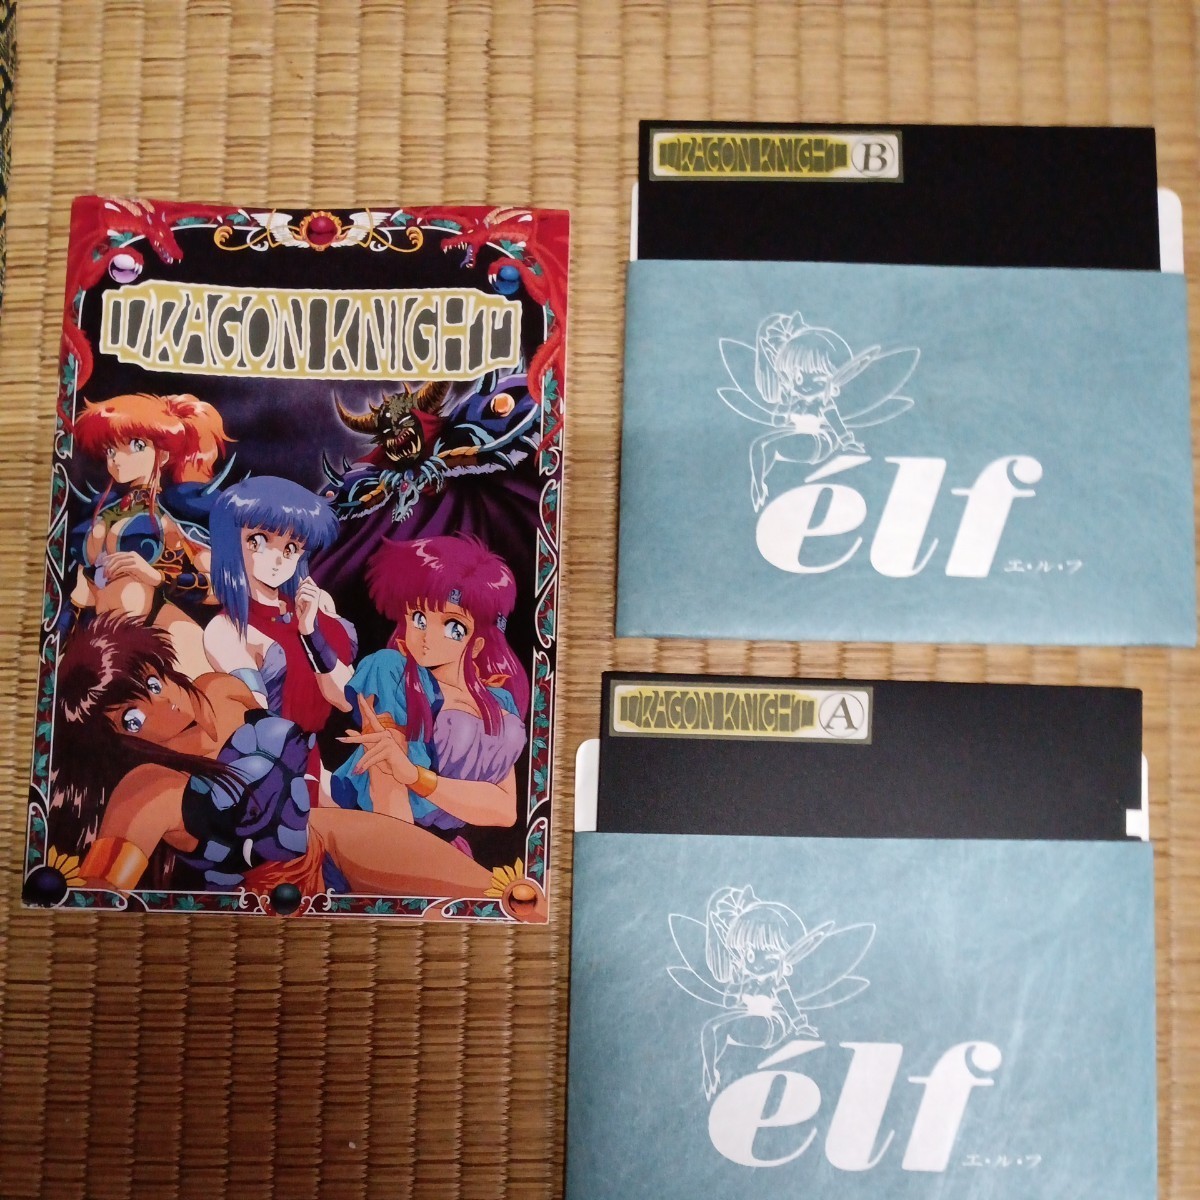 DRAGON KNIGHT
DRAGON KNIGHT B
élf
エ・ル・フ
DRAGON KNIGHT A
élf
エ・ル・フ